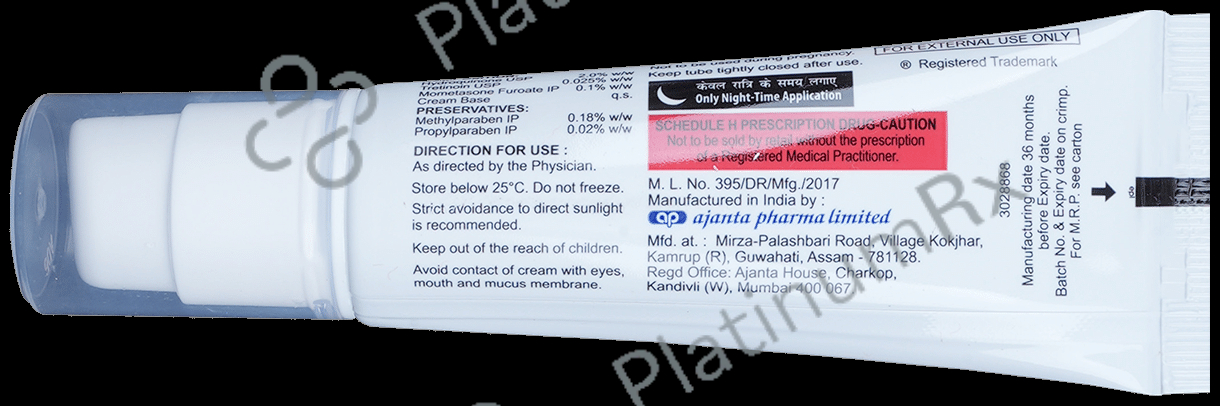 Hydroquinone USP 2.0% w/w
Tretinoin USP 0.025% w/w
Mometasone Furoate IP 0.1% w/w
Cream Base q.s.
PRESERVATIVES:
Methylparaben IP 0.18% w/w
Propylparaben IP 0.02% w/w
DIRECTION FOR USE :
As directed by the Physician.
Store below 25°C. Do not freeze.
Strict avoidance to direct sunlight
is recommended.
Keep out of the reach of children.
Avoid contact of cream with eyes,
mouth and mucus membrane.
Not to be used during pregnancy.
Keep tube tightly closed after use.
केवल रात्रि के समय लगाए
Only Night-Time Application
SCHEDULE H PRESCRIPTION DRUG-CAUTION
Not to be sold by retail without the prescription
of a Registered Medical Practitioner.
M. L. No. 395/DR/Mfg./2017
Manufactured in India by :
ap ajanta pharma limited
Mfd. at. : Mirza-Palashbari Road, Village Kokjhar,
Kamrup (R), Guwahati, Assam - 781128.
Regd Office: Ajanta House, Charkop,
Kandivli (W), Mumbai 400 067
FOR EXTERNAL USE ONLY
® Registered Trademark
3028868
Manufacturing date 36 months
before Expiry date.
Batch No. & Expiry date on crimp.
For M.R.P. see carton
PlatinumRx